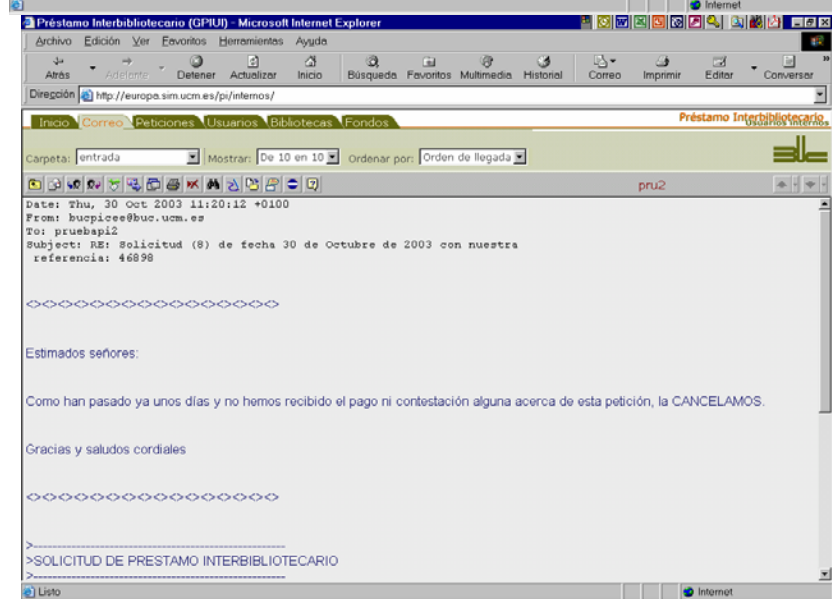 Internet
Préstamo Interbibliotecario (GPIUI) - Microsoft Internet Explorer
Archivo Edición Ver Favoritos Herramientas Ayuda
Atrás Adelante Detener Actualizar Inicio Búsqueda Favoritos Multimedia Historial Correo Imprimir Editar Conversar
Dirección http://europa.sim.ucm.es/pi/internos/
Inicio Correo Peticiones Usuarios Bibliotecas Fondos Préstamo Interbibliotecario
Usuarios Internos
Carpeta: entrada Mostrar: De 10 en 10 Ordenar por: Orden de llegada
pru2
Date: Thu, 30 Oct 2003 11:20:12 +0100
From: bucpicee@buc.ucm.es
To: pruebapi2
Subject: RE: Solicitud (8) de fecha 30 de Octubre de 2003 con nuestra
referencia: 46898
<><><><><><><><><><><><><><><><>
Estimados señores:
Como han pasado ya unos días y no hemos recibido el pago ni contestación alguna acerca de esta petición, la CANCELAMOS.
Gracias y saludos cordiales
<><><><><><><><><><><><><><><><>
>--------------------------------------------------
>SOLICITUD DE PRESTAMO INTERBIBLIOTECARIO
>--------------------------------------------------
Listo Internet